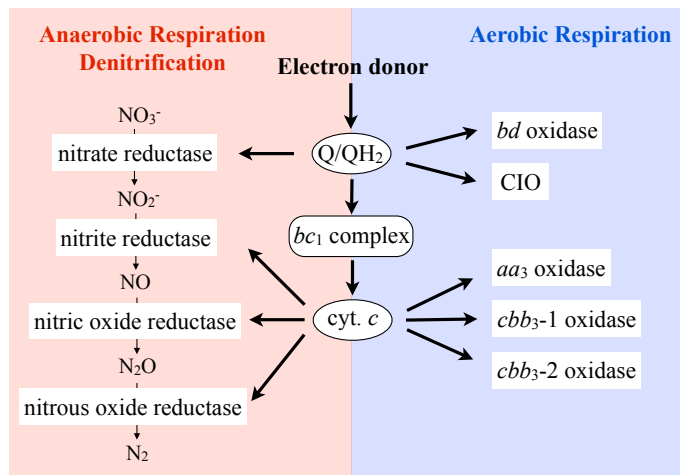 Anaerobic Respiration
Denitrification
Aerobic Respiration
Electron donor
NO₃⁻
nitrate reductase
NO₂⁻
nitrite reductase
NO
nitric oxide reductase
N₂O
nitrous oxide reductase
N₂
Q/QH₂
bc₁ complex
cyt. c
bd oxidase
CIO
aa₃ oxidase
cbb₃-1 oxidase
cbb₃-2 oxidase